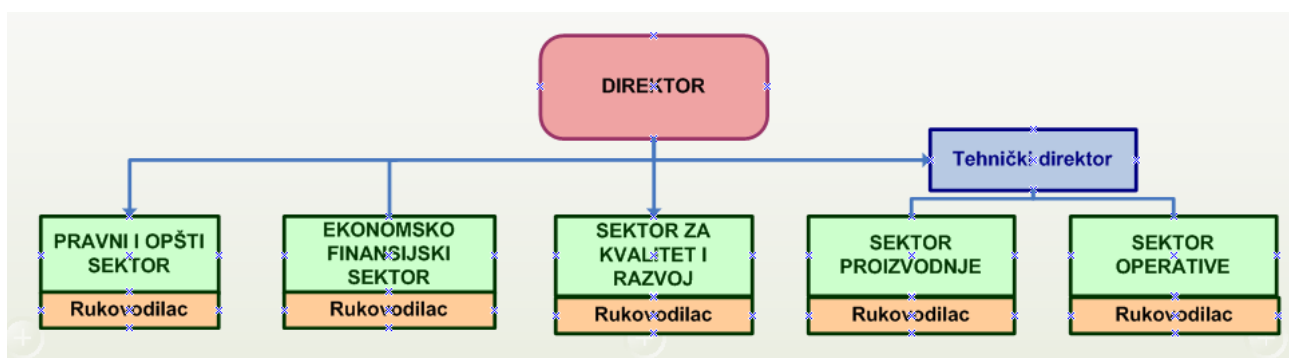 DIREKTOR
Tehnički direktor
PRAVNI I OPŠTI
SEKTOR
Rukovodilac
EKONOMSKO
FINANSIJSKI
SEKTOR
Rukovodilac
SEKTOR ZA
KVALITET I
RAZVOJ
Rukovodilac
SEKTOR
PROIZVODNJE
Rukovodilac
SEKTOR
OPERATIVE
Rukovodilac